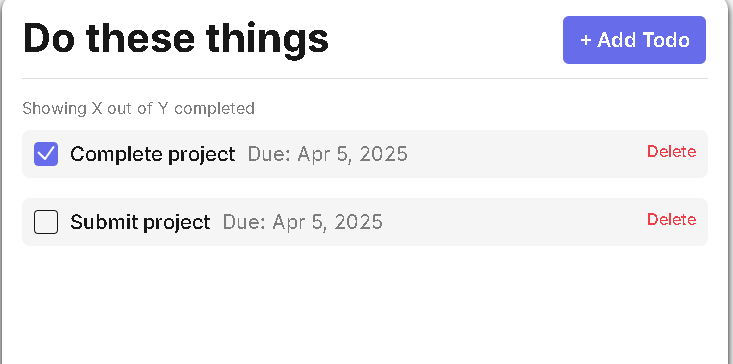 Do these things
+ Add Todo
Showing X out of Y completed
Complete project Due: Apr 5, 2025 Delete
Submit project Due: Apr 5, 2025 Delete